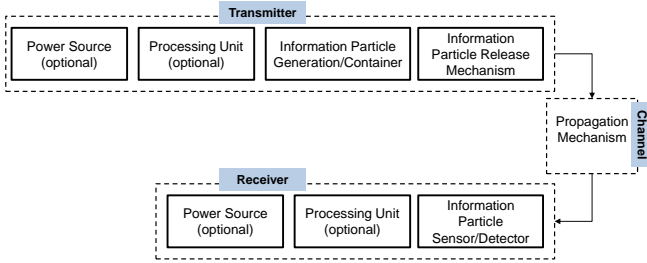 Transmitter
Power Source
(optional)
Processing Unit
(optional)
Information Particle
Generation/Container
Information
Particle Release
Mechanism
Propagation
Mechanism
Channel
Receiver
Power Source
(optional)
Processing Unit
(optional)
Information
Particle
Sensor/Detector